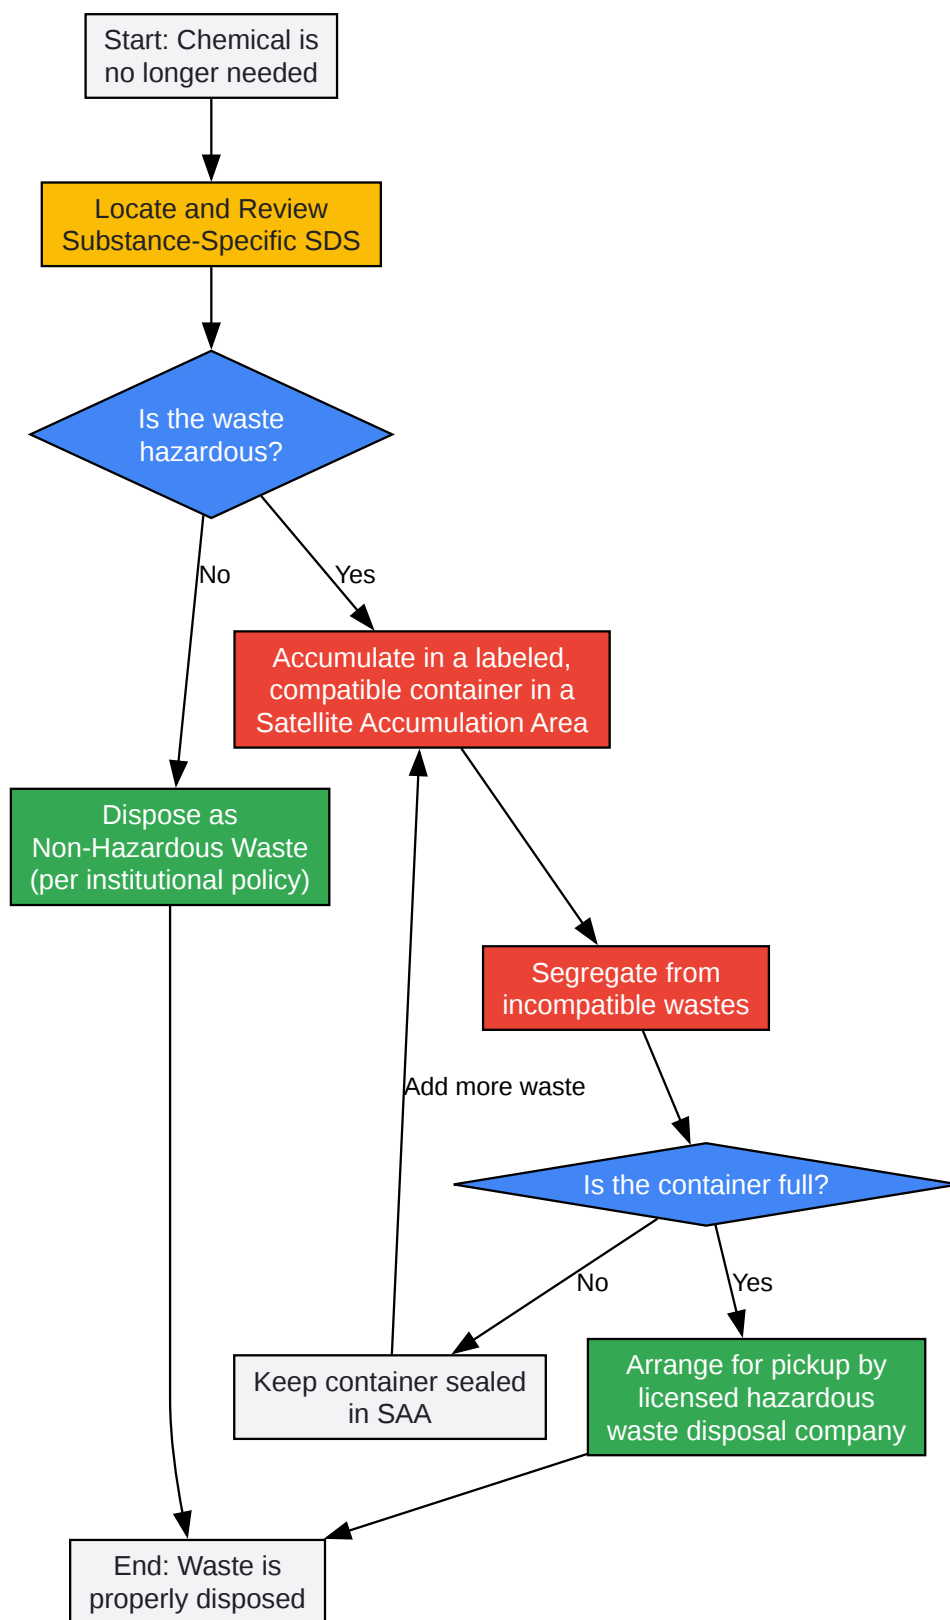 Start: Chemical is
no longer needed
Locate and Review
Substance-Specific SDS
Is the waste
hazardous?
No
Yes
Accumulate in a labeled,
compatible container in a
Satellite Accumulation Area
Dispose as
Non-Hazardous Waste
(per institutional policy)
Segregate from
incompatible wastes
Add more waste
Is the container full?
No
Yes
Keep container sealed
in SAA
Arrange for pickup by
licensed hazardous
waste disposal company
End: Waste is
properly disposed